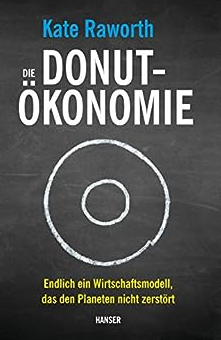 Kate Raworth
DIE DONUT-
ÖKONOMIE
Endlich ein Wirtschaftsmodell,
das den Planeten nicht zerstört
HANSER